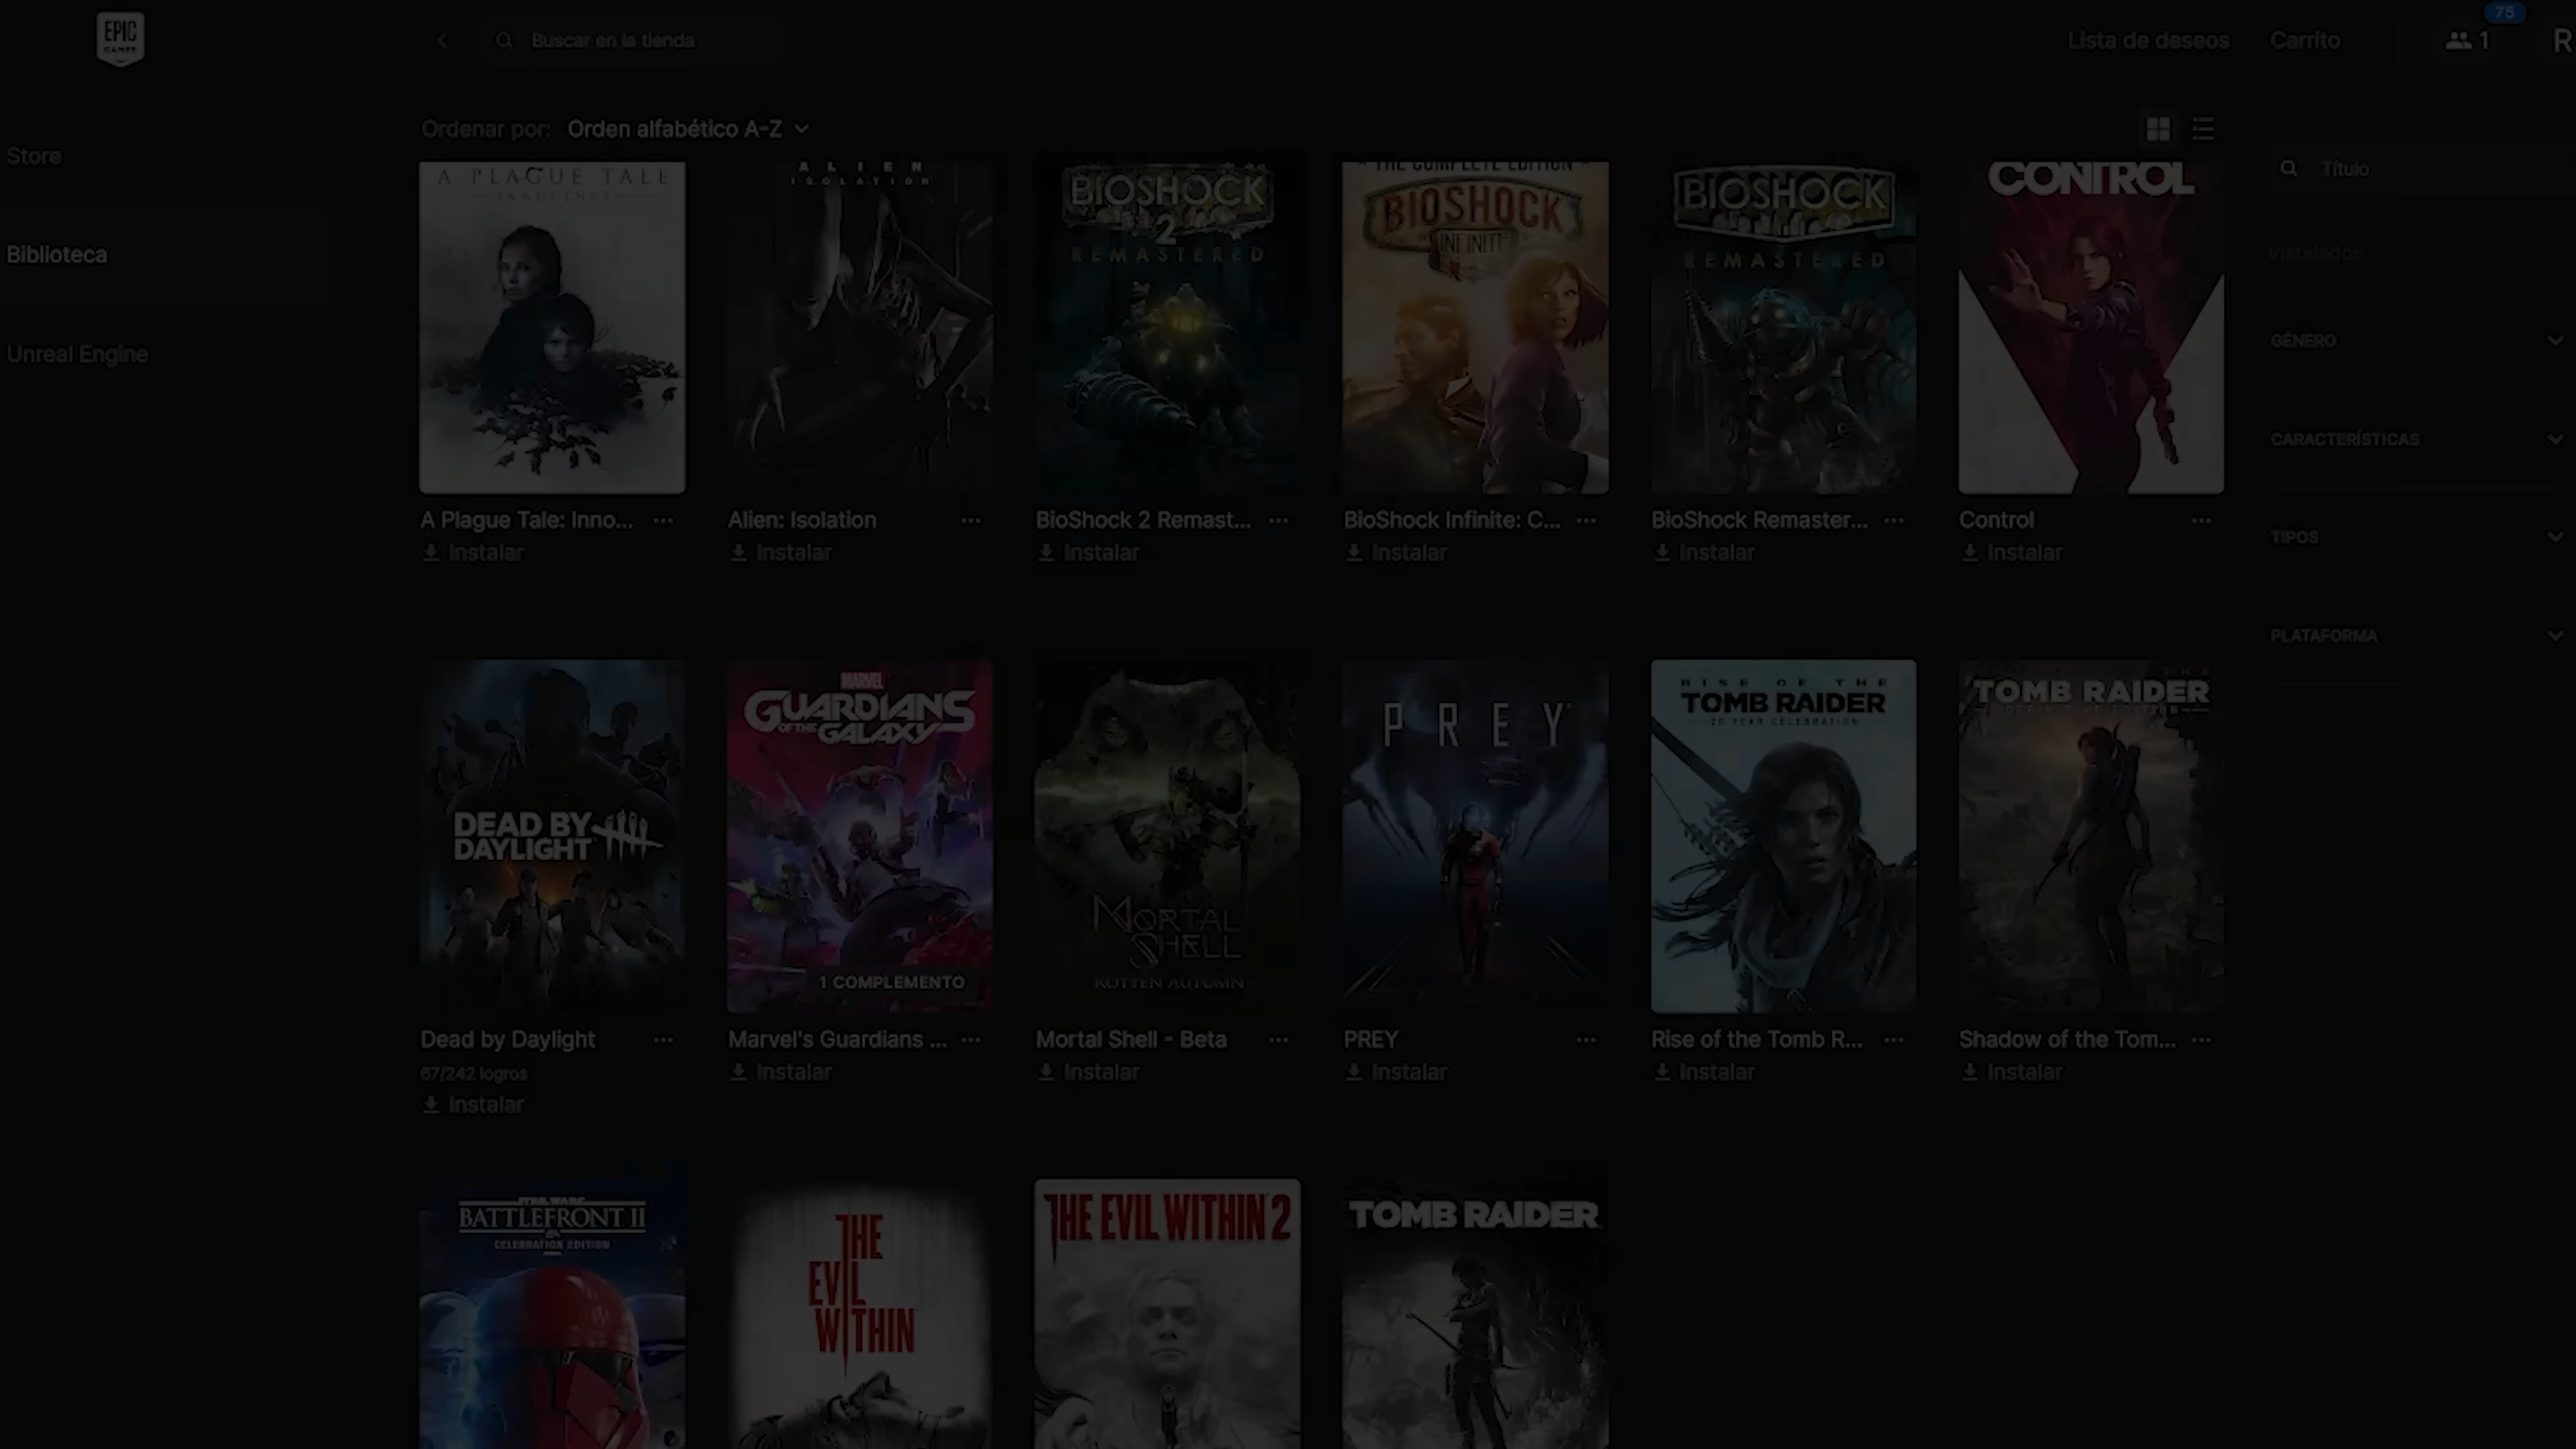 EPIC
GAMES
Buscar en la tienda
Lista de deseos
Carrito
75
1
R
Ordenar por: Orden alfabético A-Z
Store
Biblioteca
Unreal Engine
Título
Instalados
GÉNERO
CARACTERÍSTICAS
TIPOS
PLATAFORMA
A PLAGUE TALE
INNOCENCE
ALIEN
ISOLATION
BIOSHOCK
2
REMASTERED
THE COMPLETE EDITION
BIOSHOCK
INFINITE
BIOSHOCK
REMASTERED
CONTROL
A Plague Tale: Inno... ...
Instalar
Alien: Isolation ...
Instalar
BioShock 2 Remast... ...
Instalar
BioShock Infinite: C... ...
Instalar
BioShock Remaster... ...
Instalar
Control ...
Instalar
DEAD BY
DAYLIGHT
MARVEL
GUARDIANS
OF THE
GALAXY
1 COMPLEMENTO
MORTAL
SHELL
ROTTEN AUTUMN
PREY
RISE OF THE
TOMB RAIDER
20 YEAR CELEBRATION
TOMB RAIDER
DEFINITIVE EDITION
Dead by Daylight ...
67/242 logros
Instalar
Marvel's Guardians ... ...
Instalar
Mortal Shell - Beta ...
Instalar
PREY ...
Instalar
Rise of the Tomb R... ...
Instalar
Shadow of the Tom... ...
Instalar
STAR WARS
BATTLEFRONT II
CELEBRATION EDITION
THE
EVIL
WITHIN
THE EVIL WITHIN 2
TOMB RAIDER